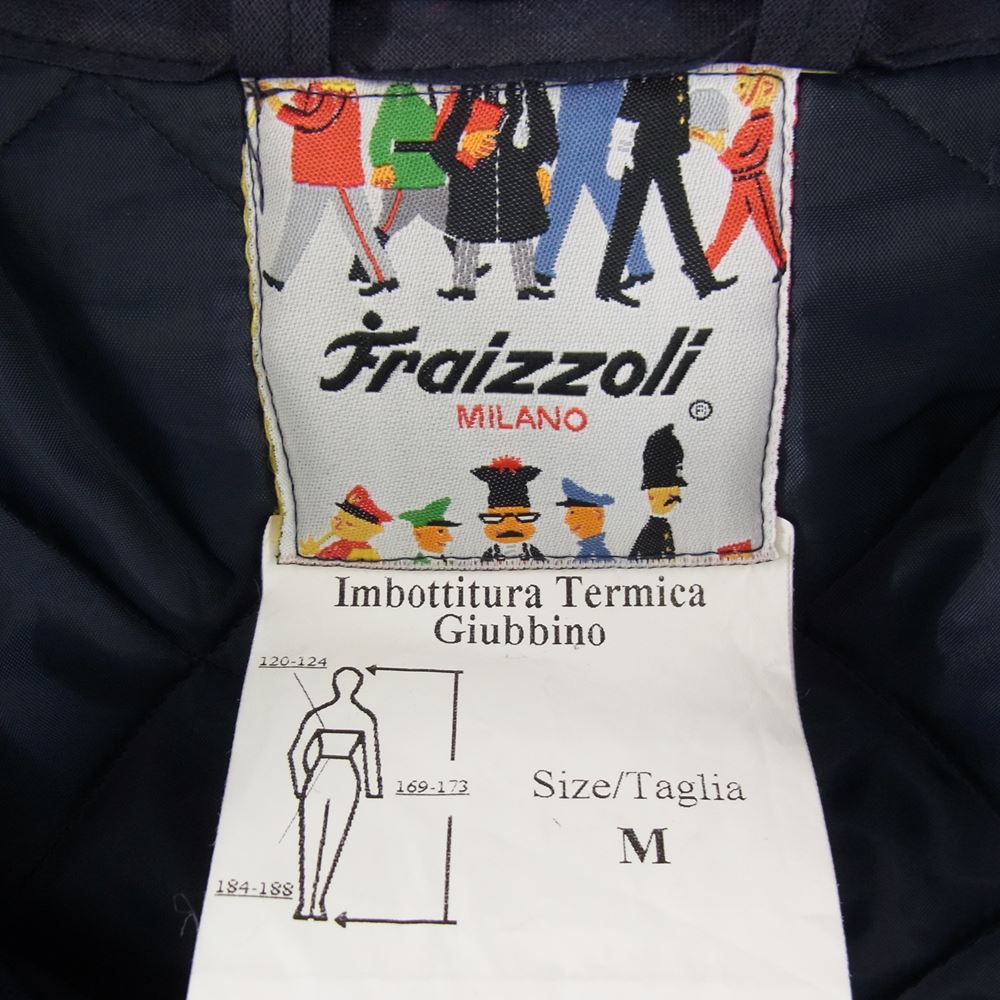 Fraizzoli
MILANO
®
Imbottitura Termica
Giubbino
120-124
169-173
Size/Taglia
M
184-188